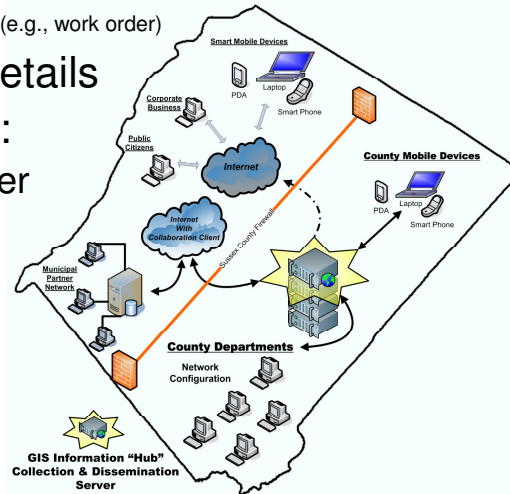 (e.g., work order)
etails
:
er
Smart Mobile Devices
PDA
Laptop
Smart Phone
Corporate
Business
Public
Citizens
Internet
County Mobile Devices
PDA
Laptop
Smart Phone
Internet
With
Collaboration Client
Sussex County Firewall
Municipal
Partner
Network
County Departments
Network
Configuration
GIS Information “Hub”
Collection & Dissemination
Server